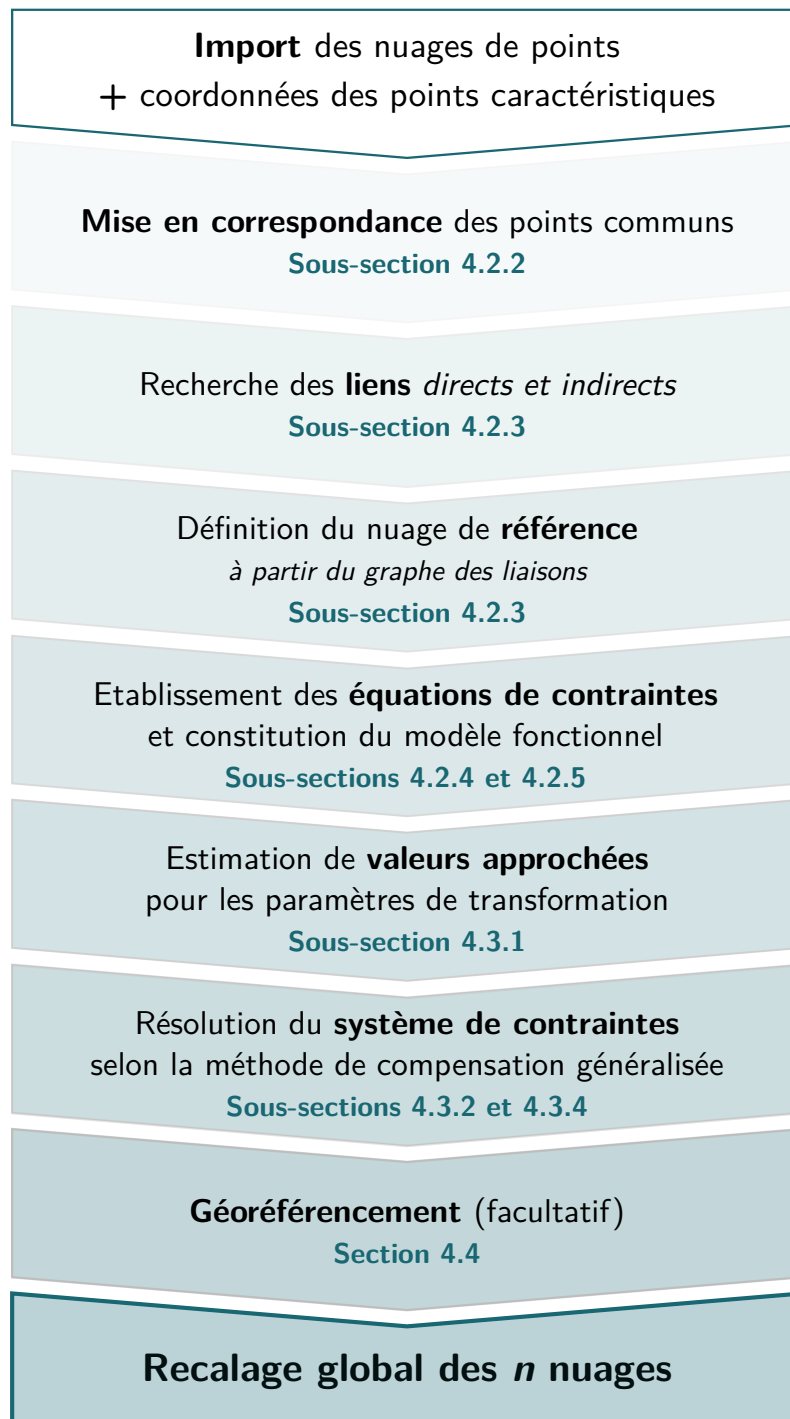 Import des nuages de points
+ coordonnées des points caractéristiques
Mise en correspondance des points communs
Sous-section 4.2.2
Recherche des liens directs et indirects
Sous-section 4.2.3
Définition du nuage de référence
à partir du graphe des liaisons
Sous-section 4.2.3
Etablissement des équations de contraintes
et constitution du modèle fonctionnel
Sous-sections 4.2.4 et 4.2.5
Estimation de valeurs approchées
pour les paramètres de transformation
Sous-section 4.3.1
Résolution du système de contraintes
selon la méthode de compensation généralisée
Sous-sections 4.3.2 et 4.3.4
Géoréférencement (facultatif)
Section 4.4
Recalage global des n nuages